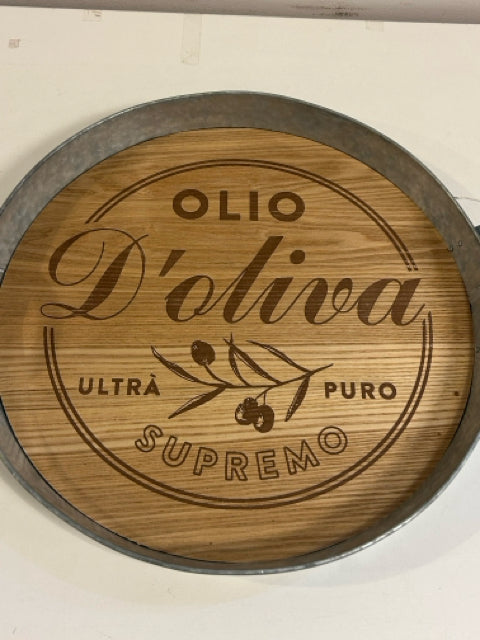 OLIO
D'oliva
ULTRÀ PURO
SUPREMO